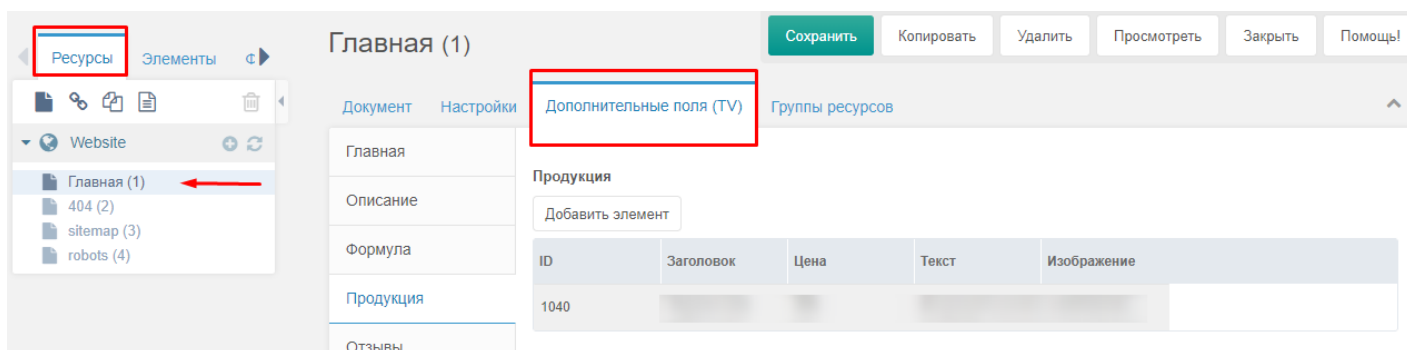 Ресурсы Элементы
Главная (1)
Сохранить Копировать Удалить Просмотреть Закрыть Помощь!
Документ Настройки Дополнительные поля (TV) Группы ресурсов
Website
Главная (1)
404 (2)
sitemap (3)
robots (4)
Главная
Описание
Формула
Продукция
Отзывы
Продукция
Добавить элемент
ID Заголовок Цена Текст Изображение
1040